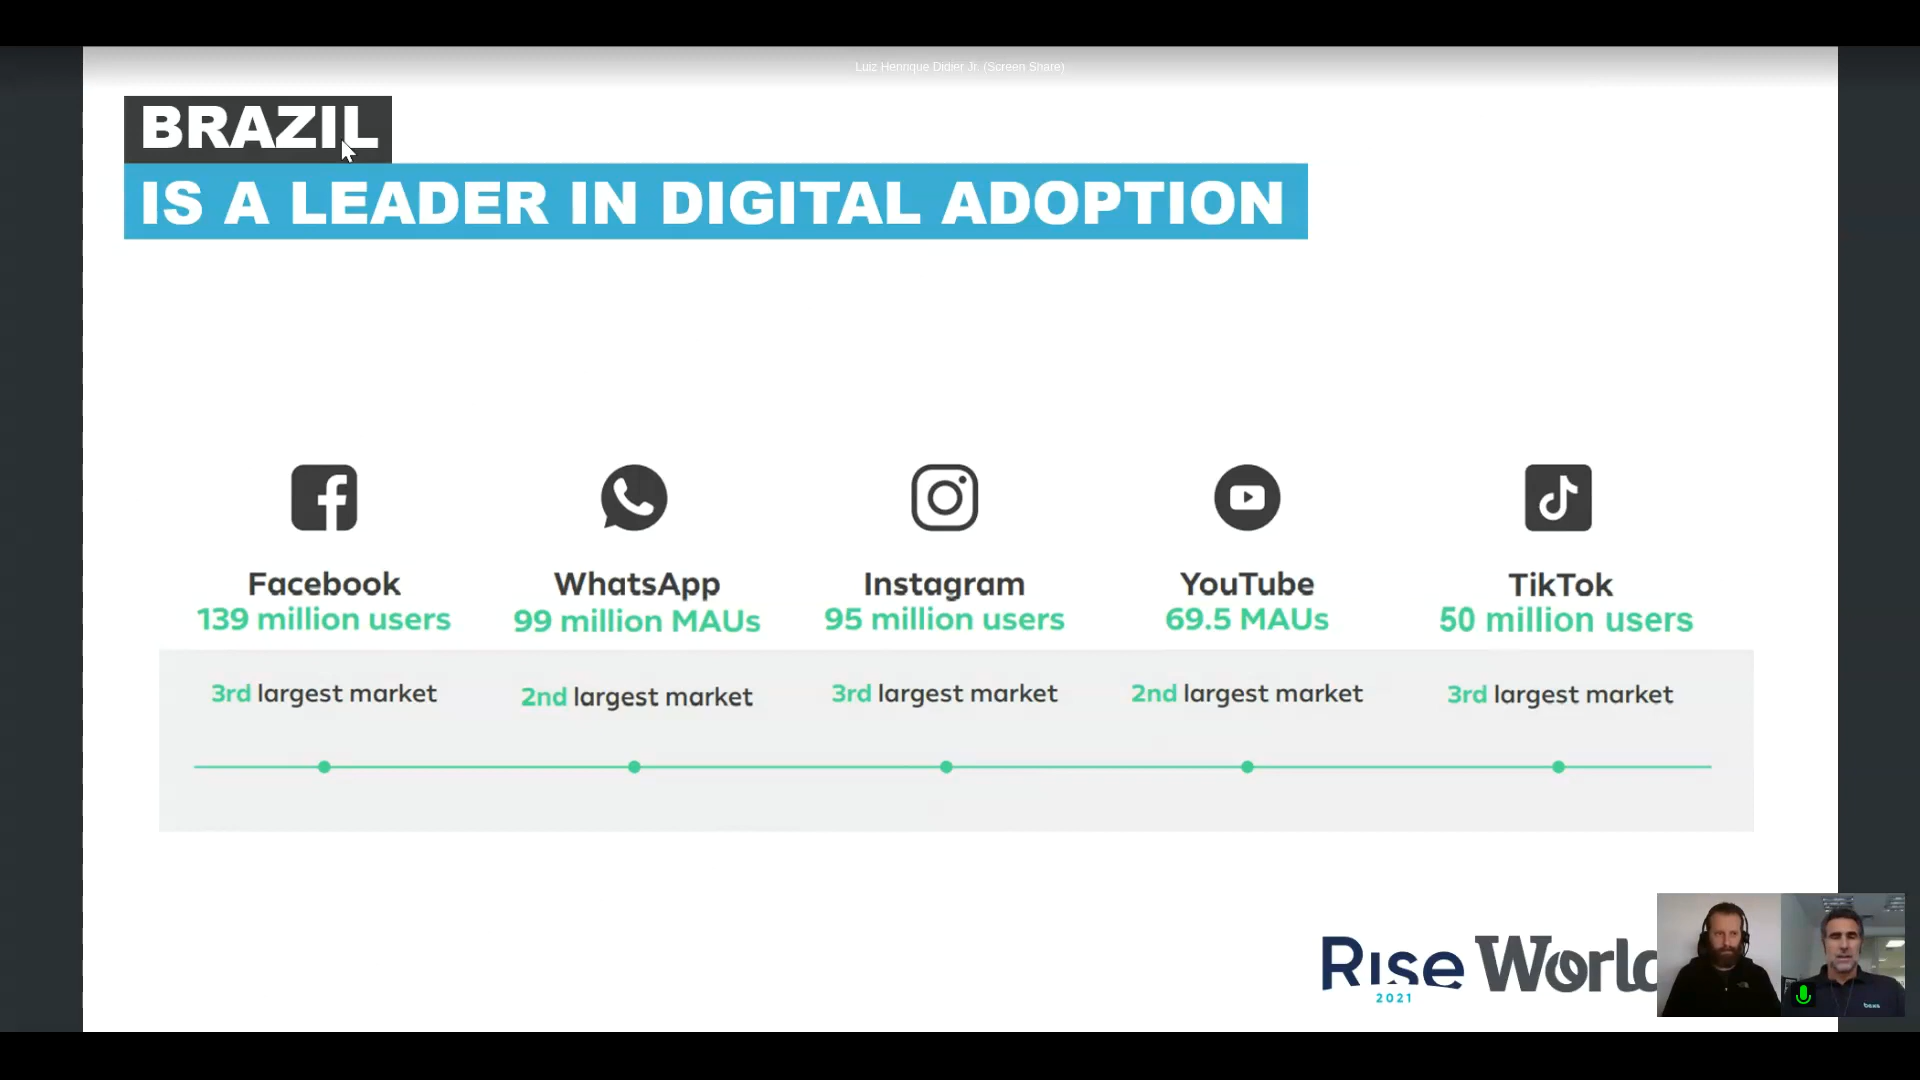 Luiz Henrique Didier Jr. (Screen Share)
BRAZIL
IS A LEADER IN DIGITAL ADOPTION
Facebook
139 million users
3rd largest market
WhatsApp
99 million MAUs
2nd largest market
Instagram
95 million users
3rd largest market
YouTube
69.5 MAUs
2nd largest market
TikTok
50 million users
3rd largest market
Rise World
2021
bexs